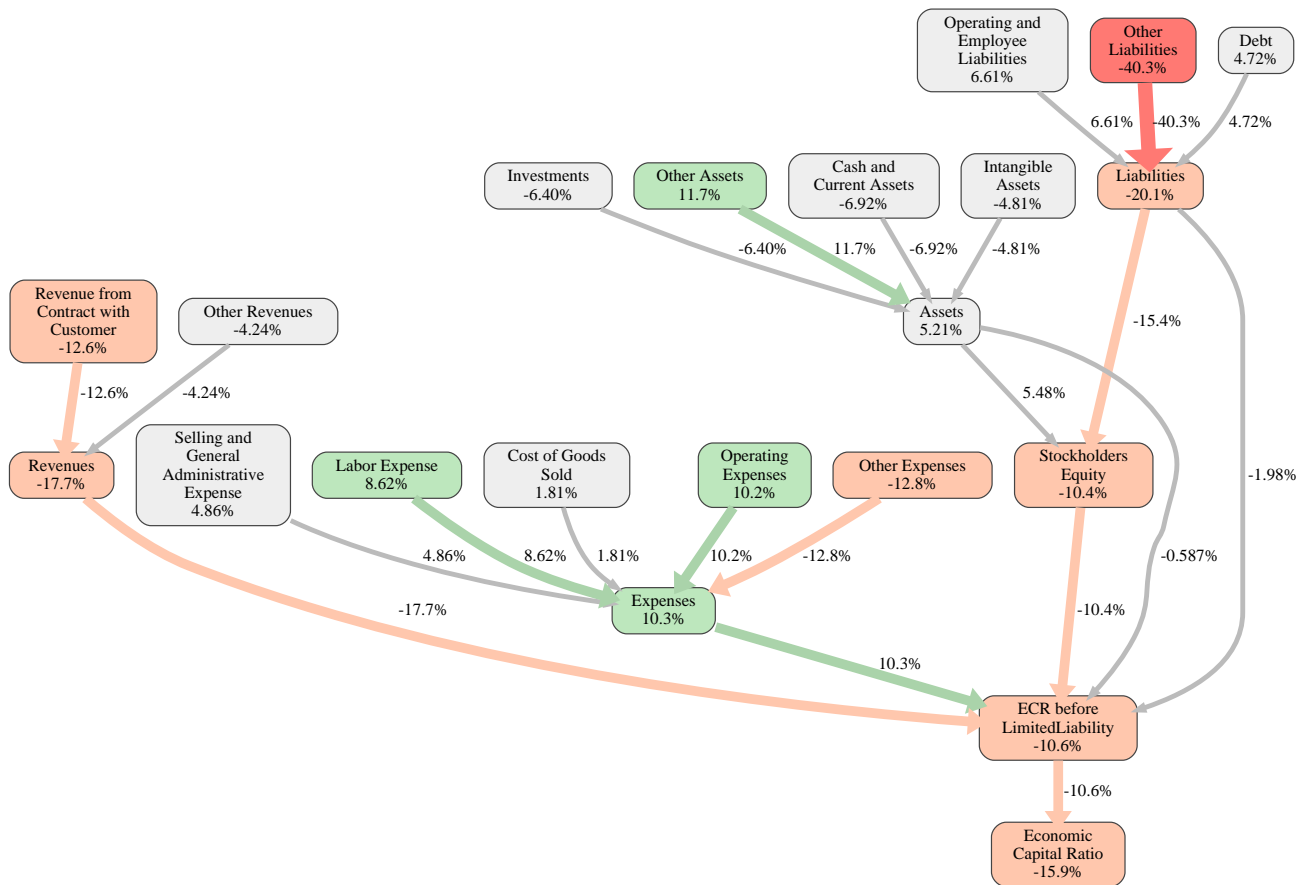 Operating and
Employee
Liabilities
6.61%
Other
Liabilities
-40.3%
Debt
4.72%
6.61%
-40.3%
4.72%
Investments
-6.40%
Other Assets
11.7%
Cash and
Current Assets
-6.92%
Intangible
Assets
-4.81%
Liabilities
-20.1%
-6.40%
11.7%
-6.92%
-4.81%
Revenue from
Contract with
Customer
-12.6%
Other Revenues
-4.24%
Assets
5.21%
-15.4%
-12.6%
-4.24%
5.48%
Revenues
-17.7%
Selling and
General
Administrative
Expense
4.86%
Labor Expense
8.62%
Cost of Goods
Sold
1.81%
Operating
Expenses
10.2%
Other Expenses
-12.8%
Stockholders
Equity
-10.4%
-1.98%
4.86%
8.62%
1.81%
10.2%
-12.8%
-0.587%
Expenses
10.3%
-17.7%
-10.4%
10.3%
ECR before
LimitedLiability
-10.6%
-10.6%
Economic
Capital Ratio
-15.9%